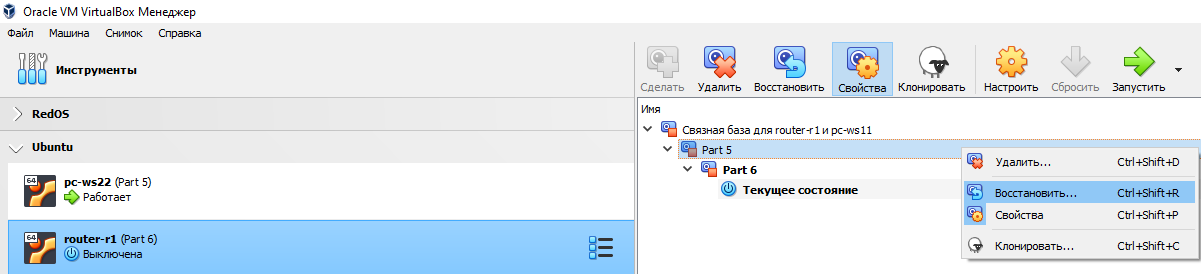 Oracle VM VirtualBox Менеджер
Файл Машина Снимок Справка
Инструменты
RedOS
Ubuntu
64
pc-ws22 (Part 5)
Работает
64
router-r1 (Part 6)
Выключена
Сделать Удалить Восстановить Свойства Клонировать Настроить Сбросить Запустить
Имя
Связная база для router-r1 и pc-ws11
Part 5
Part 6
Текущее состояние
Удалить... Ctrl+Shift+D
Восстановить... Ctrl+Shift+R
Свойства Ctrl+Shift+P
Клонировать... Ctrl+Shift+C